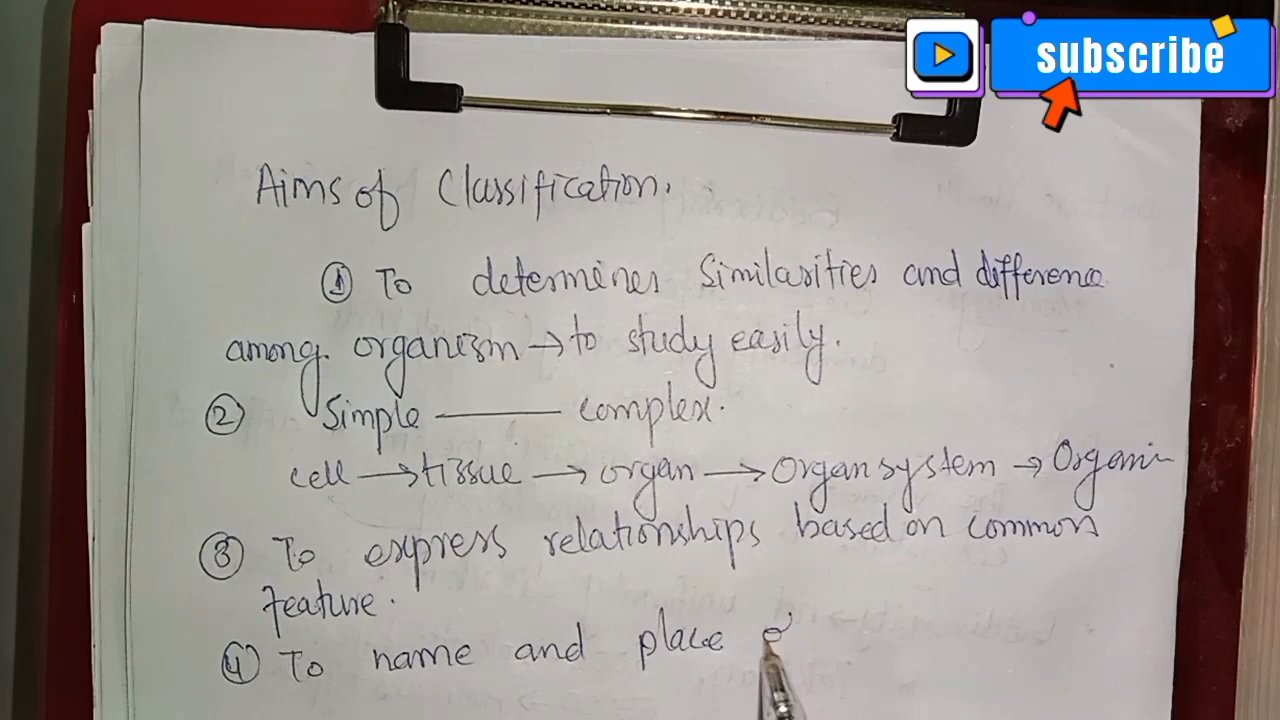 subscribe
Aims of Classification.
① To determines Similarities and difference
among organism → to study easily.
② Simple —— complex.
cell → tissue → organ → Organ system → Organi
③ To express relationships based on common
feature.
④ To name and place